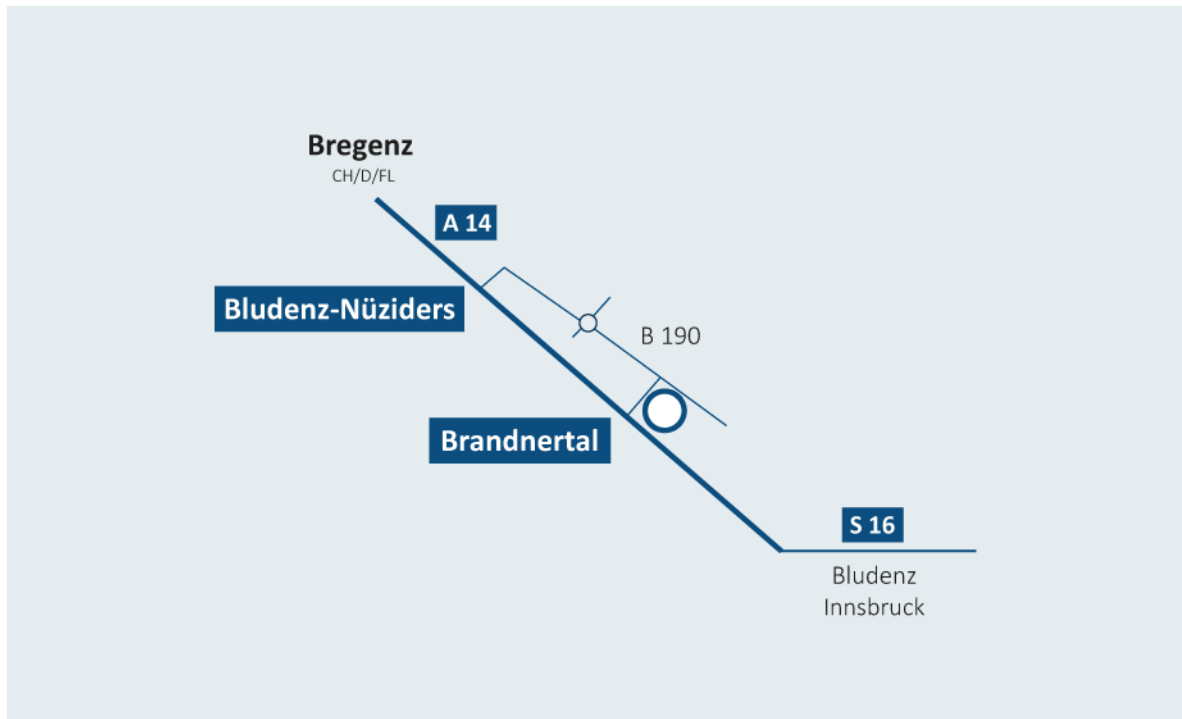 Bregenz
CH/D/FL
A 14
Bludenz-Nüziders
B 190
Brandnertal
S 16
Bludenz
Innsbruck